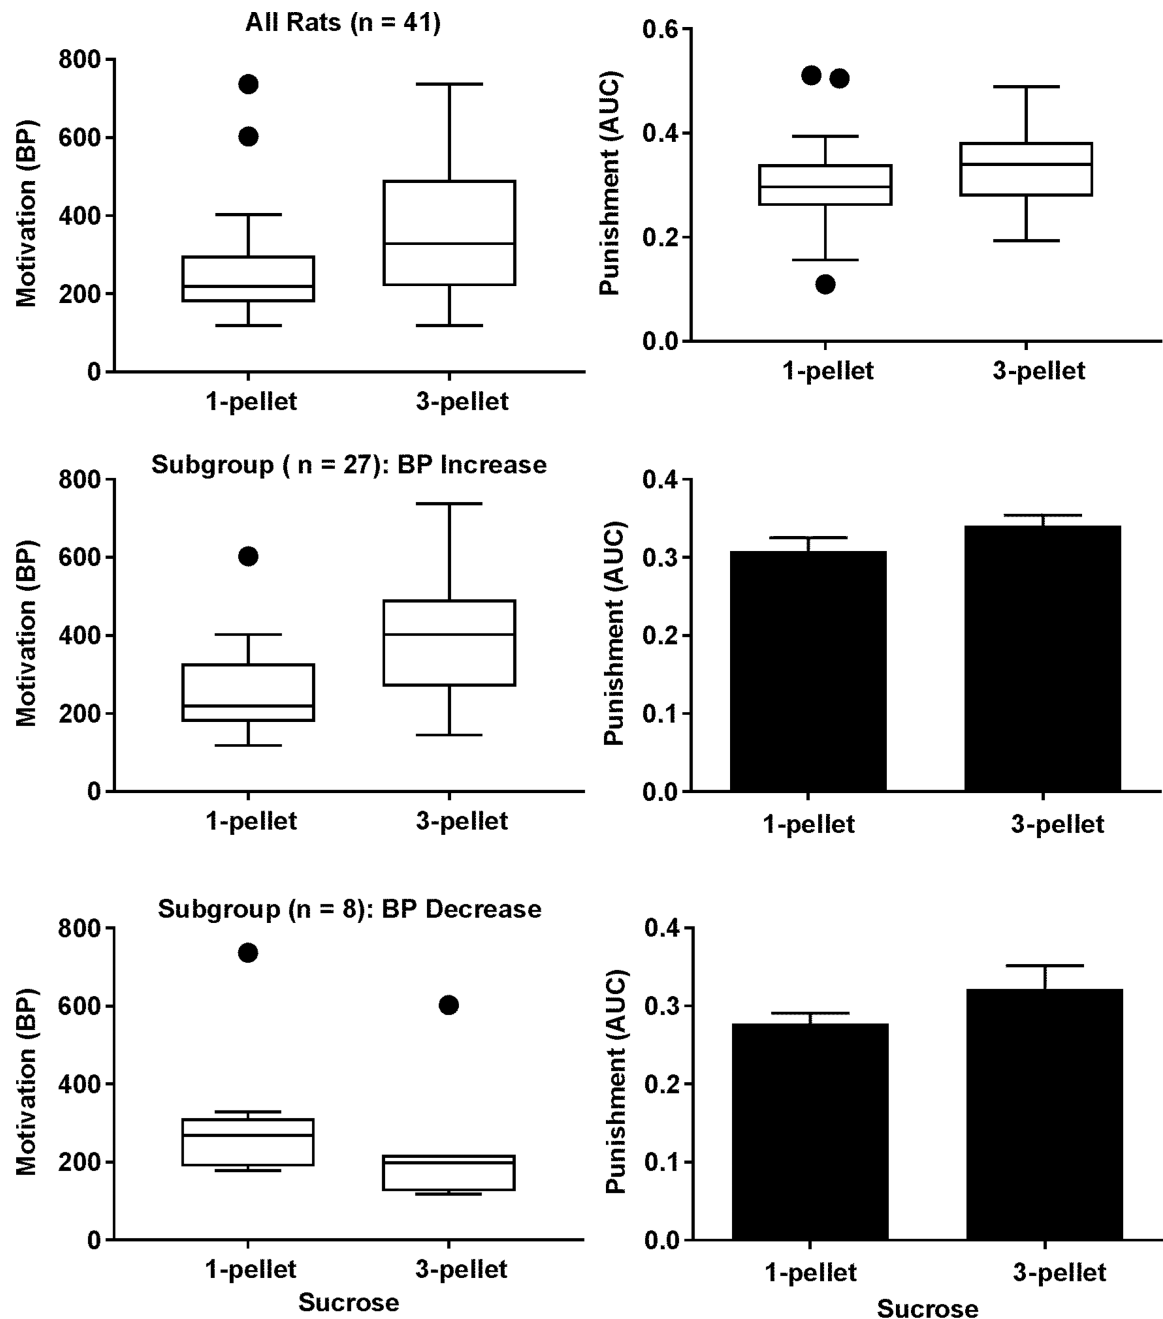 All Rats (n = 41)
Motivation (BP)
800
600
400
200
0
1-pellet
3-pellet
Punishment (AUC)
0.6
0.4
0.2
0.0
1-pellet
3-pellet
Subgroup ( n = 27): BP Increase
Motivation (BP)
800
600
400
200
0
1-pellet
3-pellet
Punishment (AUC)
0.4
0.3
0.2
0.1
0.0
1-pellet
3-pellet
Subgroup (n = 8): BP Decrease
Motivation (BP)
800
600
400
200
0
1-pellet
3-pellet
Sucrose
Punishment (AUC)
0.4
0.3
0.2
0.1
0.0
1-pellet
3-pellet
Sucrose